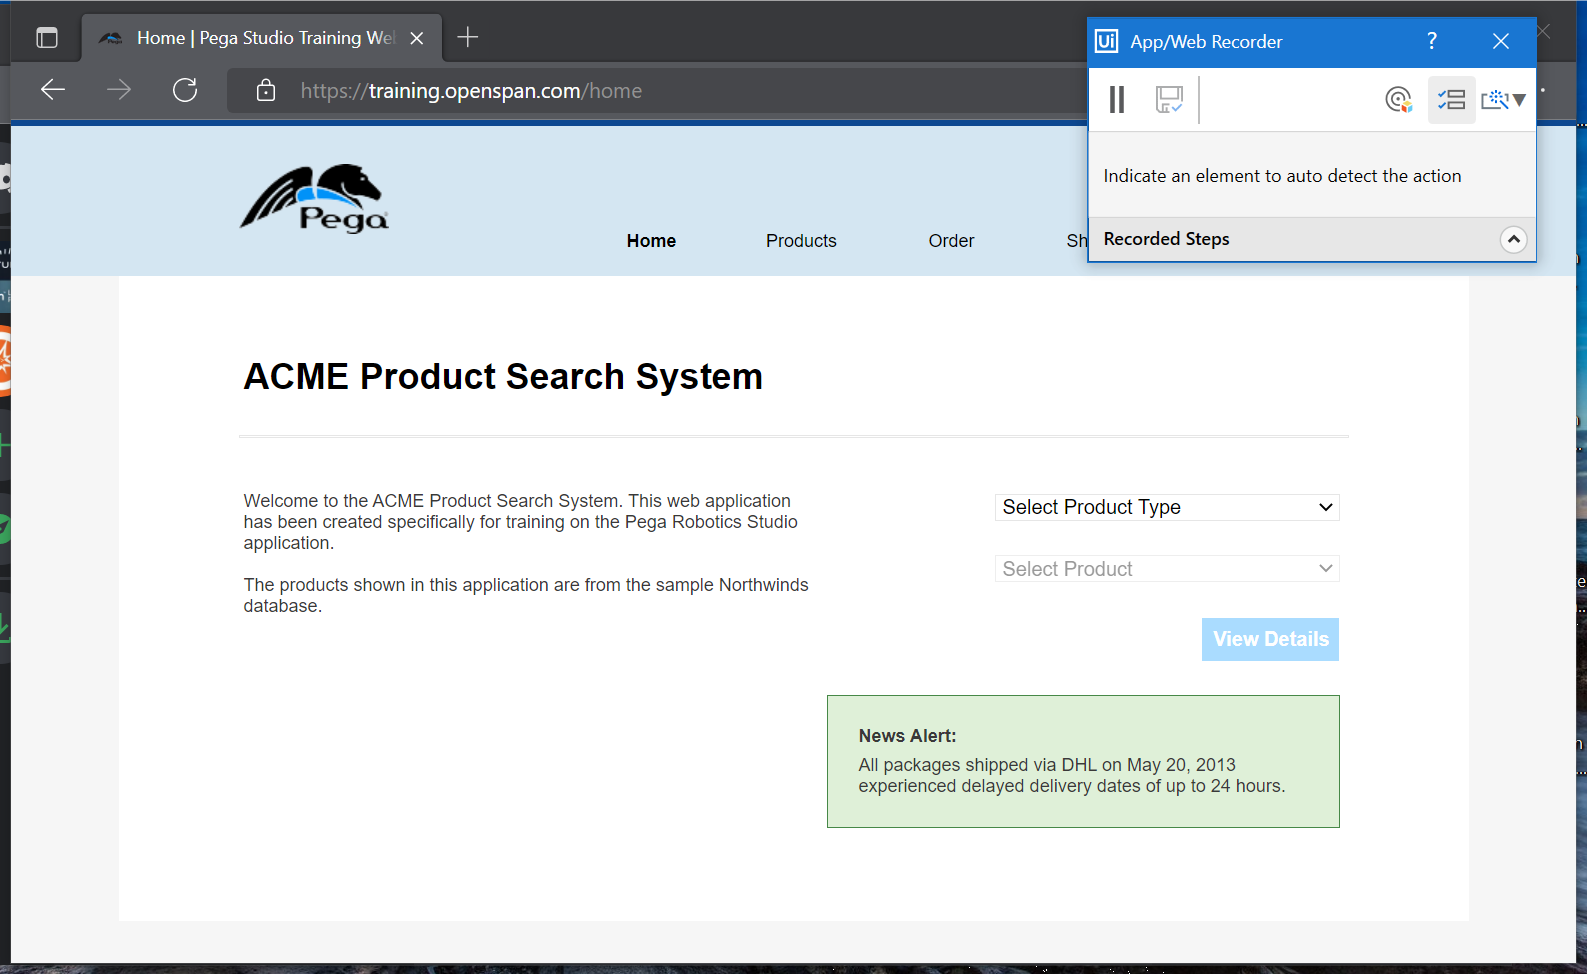 Home | Pega Studio Training We
https://training.openspan.com/home
Ui App/Web Recorder ?
Indicate an element to auto detect the action
Recorded Steps
Pega
Home Products Order Sh
ACME Product Search System
Welcome to the ACME Product Search System. This web application
has been created specifically for training on the Pega Robotics Studio
application.
The products shown in this application are from the sample Northwinds
database.
Select Product Type
Select Product
View Details
News Alert:
All packages shipped via DHL on May 20, 2013
experienced delayed delivery dates of up to 24 hours.